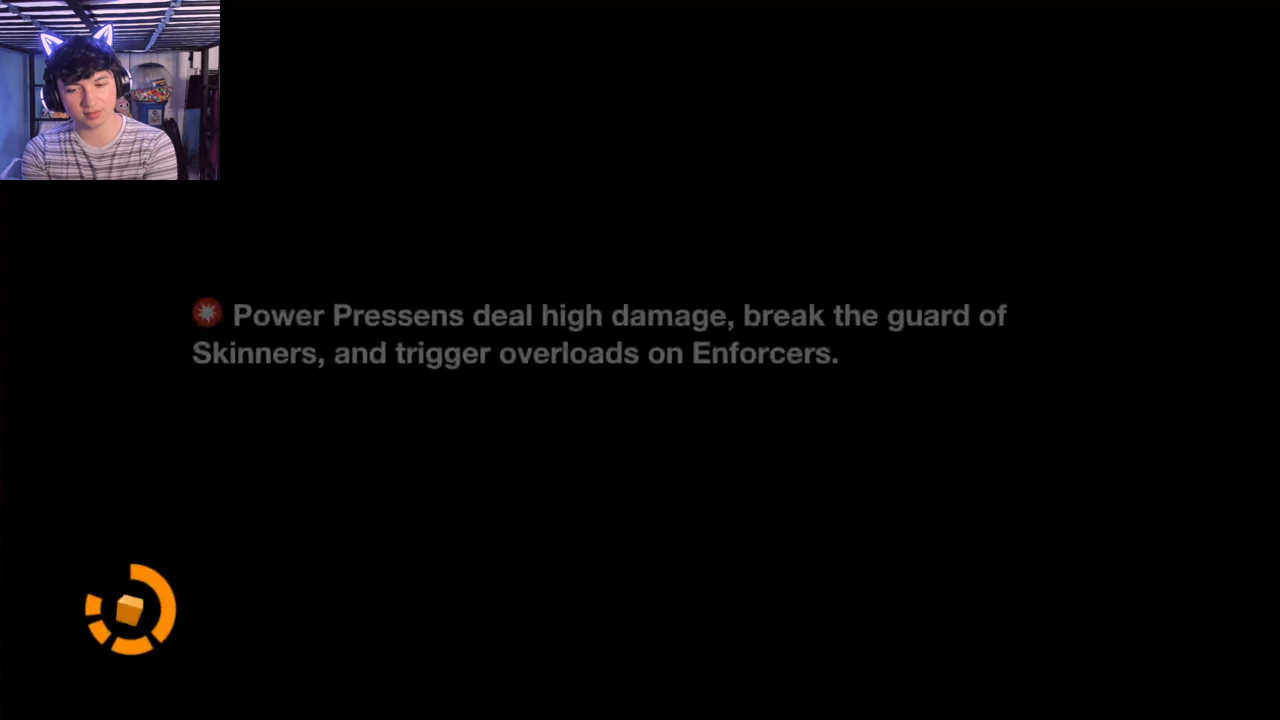 Power Pressens deal high damage, break the guard of
Skinners, and trigger overloads on Enforcers.